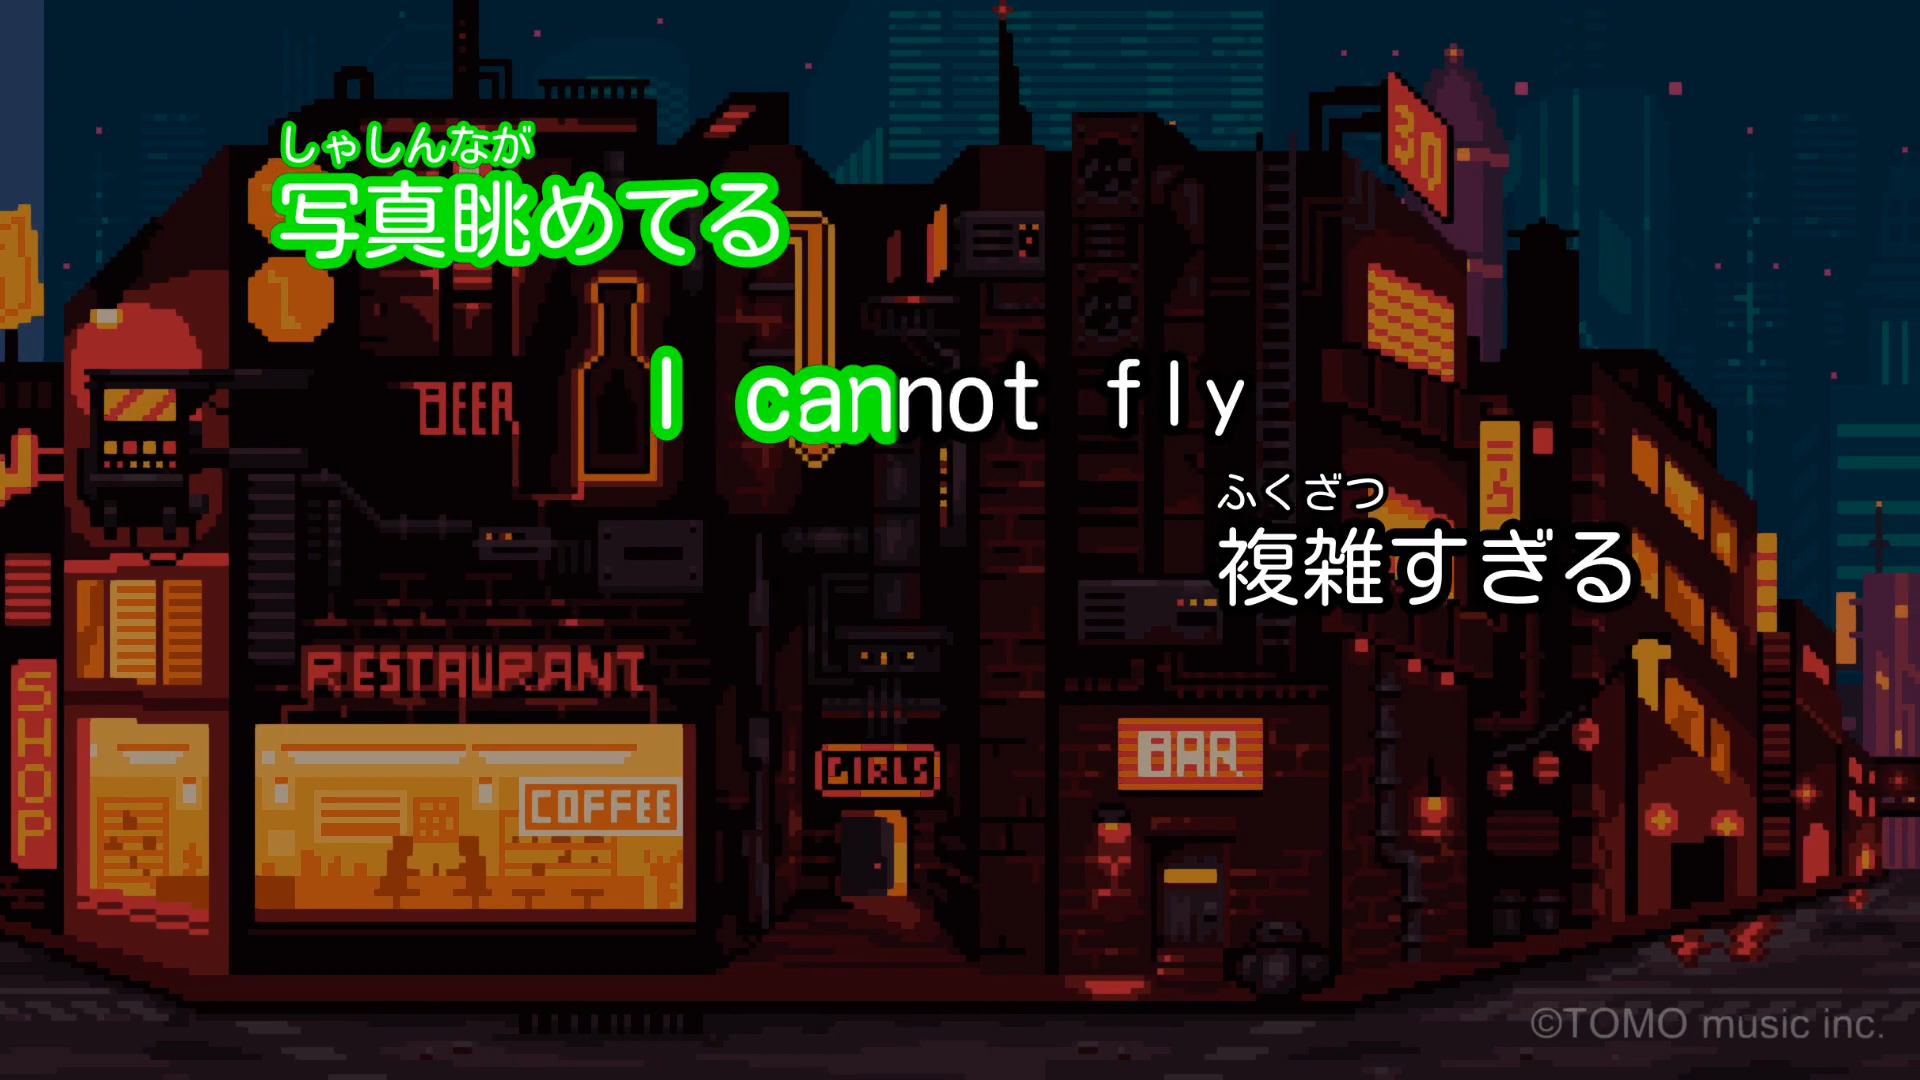 しゃしんなが
写真眺めてる
I cannot fly
ふくざつ
複雑すぎる
BEER
RESTAURANT
SHOP
COFFEE
GIRLS
BAR
©TOMO music inc.